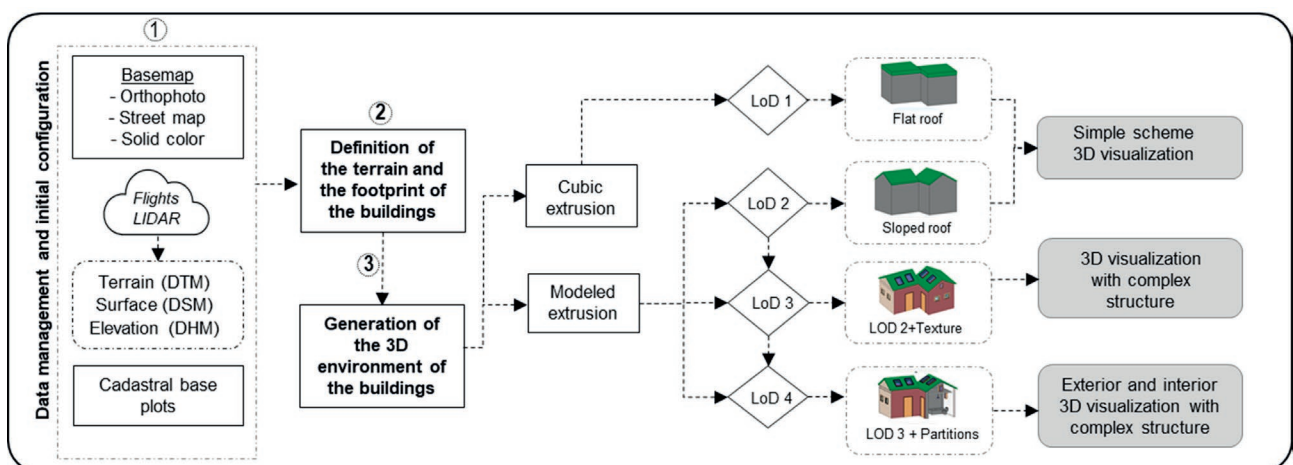 Data management and initial configuration
1
Basemap
- Orthophoto
- Street map
- Solid color
Flights
LIDAR
Terrain (DTM)
Surface (DSM)
Elevation (DHM)
Cadastral base
plots
2
Definition of
the terrain and
the footprint of
the buildings
3
Generation of
the 3D
environment of
the buildings
Cubic
extrusion
Modeled
extrusion
LoD 1
LoD 2
LoD 3
LoD 4
Flat roof
Sloped roof
LOD 2+Texture
LOD 3 + Partitions
Simple scheme
3D visualization
3D visualization
with complex
structure
Exterior and interior
3D visualization with
complex structure